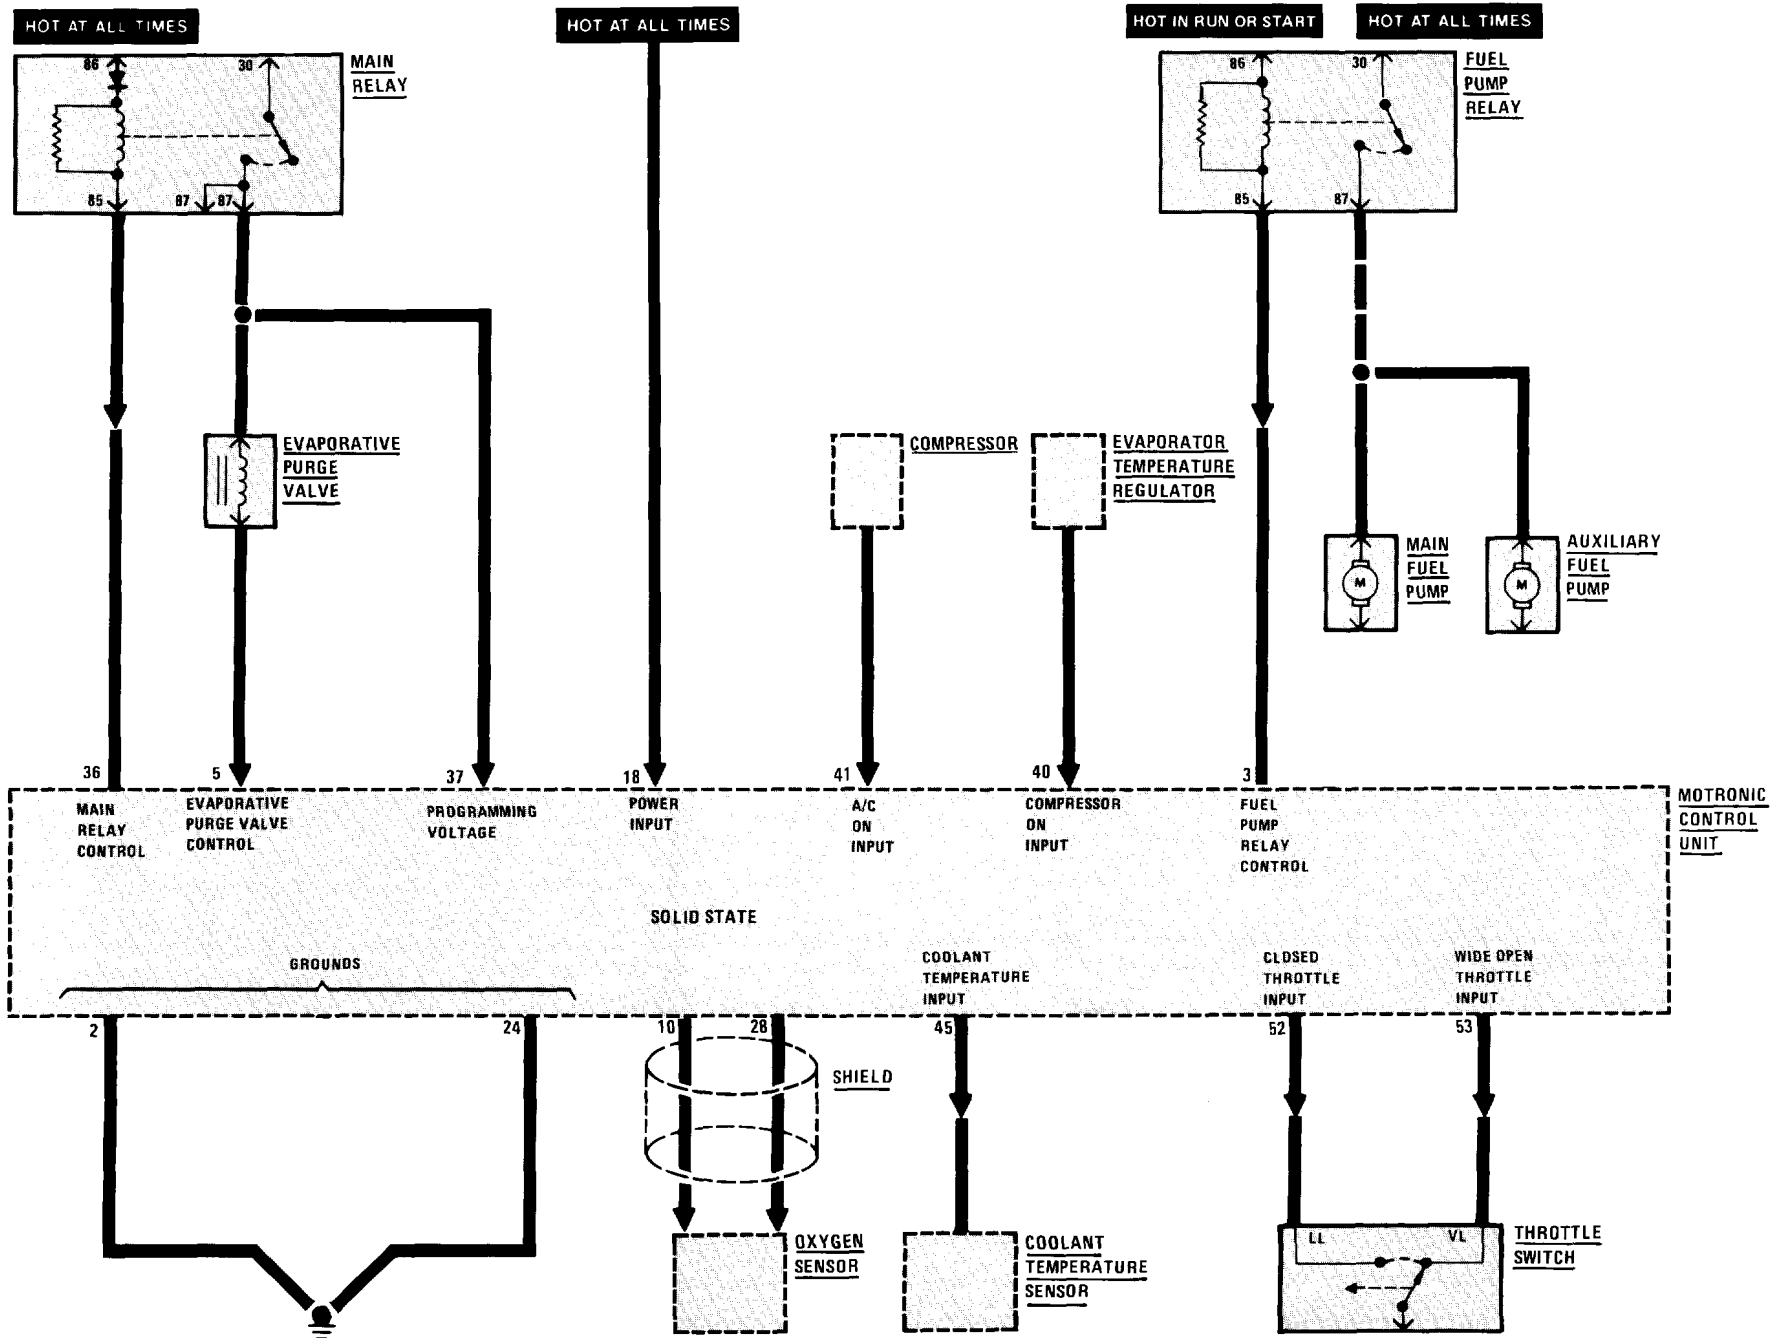 HOT AT ALL TIMES
HOT AT ALL TIMES
HOT IN RUN OR START
HOT AT ALL TIMES
86
30
MAIN
RELAY
85
87
87
86
30
FUEL
PUMP
RELAY
85
87
EVAPORATIVE
PURGE
VALVE
COMPRESSOR
EVAPORATOR
TEMPERATURE
REGULATOR
M
MAIN
FUEL
PUMP
M
AUXILIARY
FUEL
PUMP
36
5
37
18
41
40
3
MAIN
RELAY
CONTROL
EVAPORATIVE
PURGE VALVE
CONTROL
PROGRAMMING
VOLTAGE
POWER
INPUT
A/C
ON
INPUT
COMPRESSOR
ON
INPUT
FUEL
PUMP
RELAY
CONTROL
MOTRONIC
CONTROL
UNIT
SOLID STATE
GROUNDS
COOLANT
TEMPERATURE
INPUT
CLOSED
THROTTLE
INPUT
WIDE OPEN
THROTTLE
INPUT
2
24
10
28
45
52
53
SHIELD
OXYGEN
SENSOR
COOLANT
TEMPERATURE
SENSOR
LL
VL
THROTTLE
SWITCH